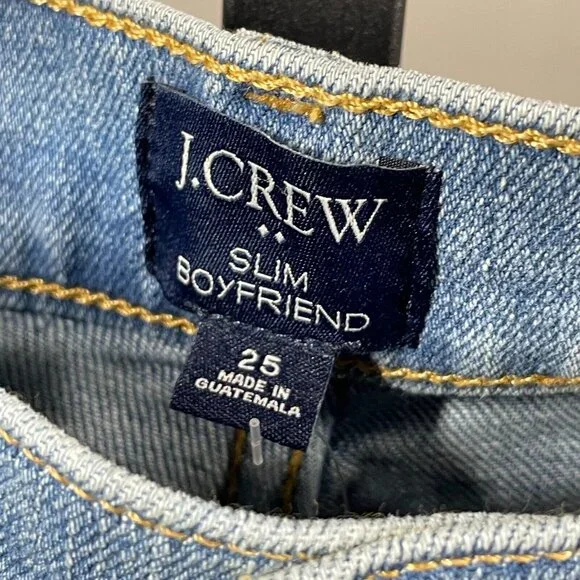 J.CREW
SLIM
BOYFRIEND
25
MADE IN
GUATEMALA